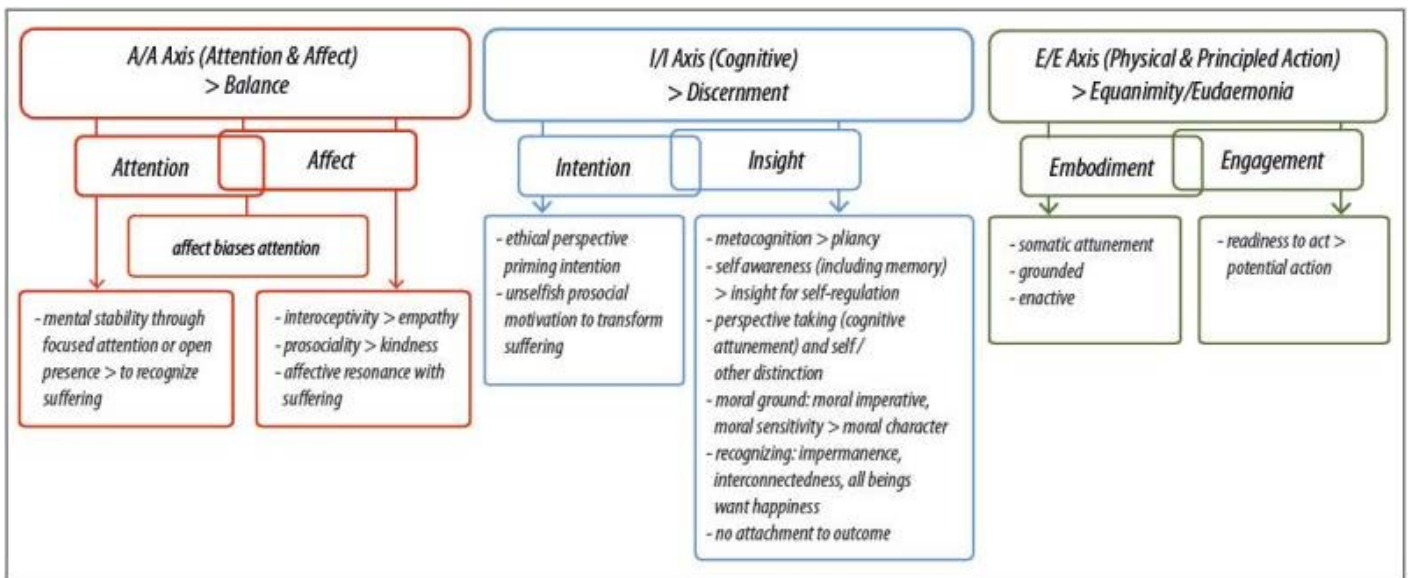 A/A Axis (Attention & Affect)
> Balance
Attention
Affect
affect biases attention
- mental stability through
focused attention or open
presence > to recognize
suffering
- interoceptivity > empathy
- prosociality > kindness
- affective resonance with
suffering
I/I Axis (Cognitive)
> Discernment
Intention
Insight
- ethical perspective
priming intention
- unselfish prosocial
motivation to transform
suffering
- metacognition > pliancy
- self awareness (including memory)
> insight for self-regulation
- perspective taking (cognitive
attunement) and self /
other distinction
- moral ground: moral imperative,
moral sensitivity > moral character
- recognizing: impermanence,
interconnectedness, all beings
want happiness
- no attachment to outcome
E/E Axis (Physical & Principled Action)
> Equanimity/Eudaemonia
Embodiment
Engagement
- somatic attunement
- grounded
- enactive
- readiness to act >
potential action